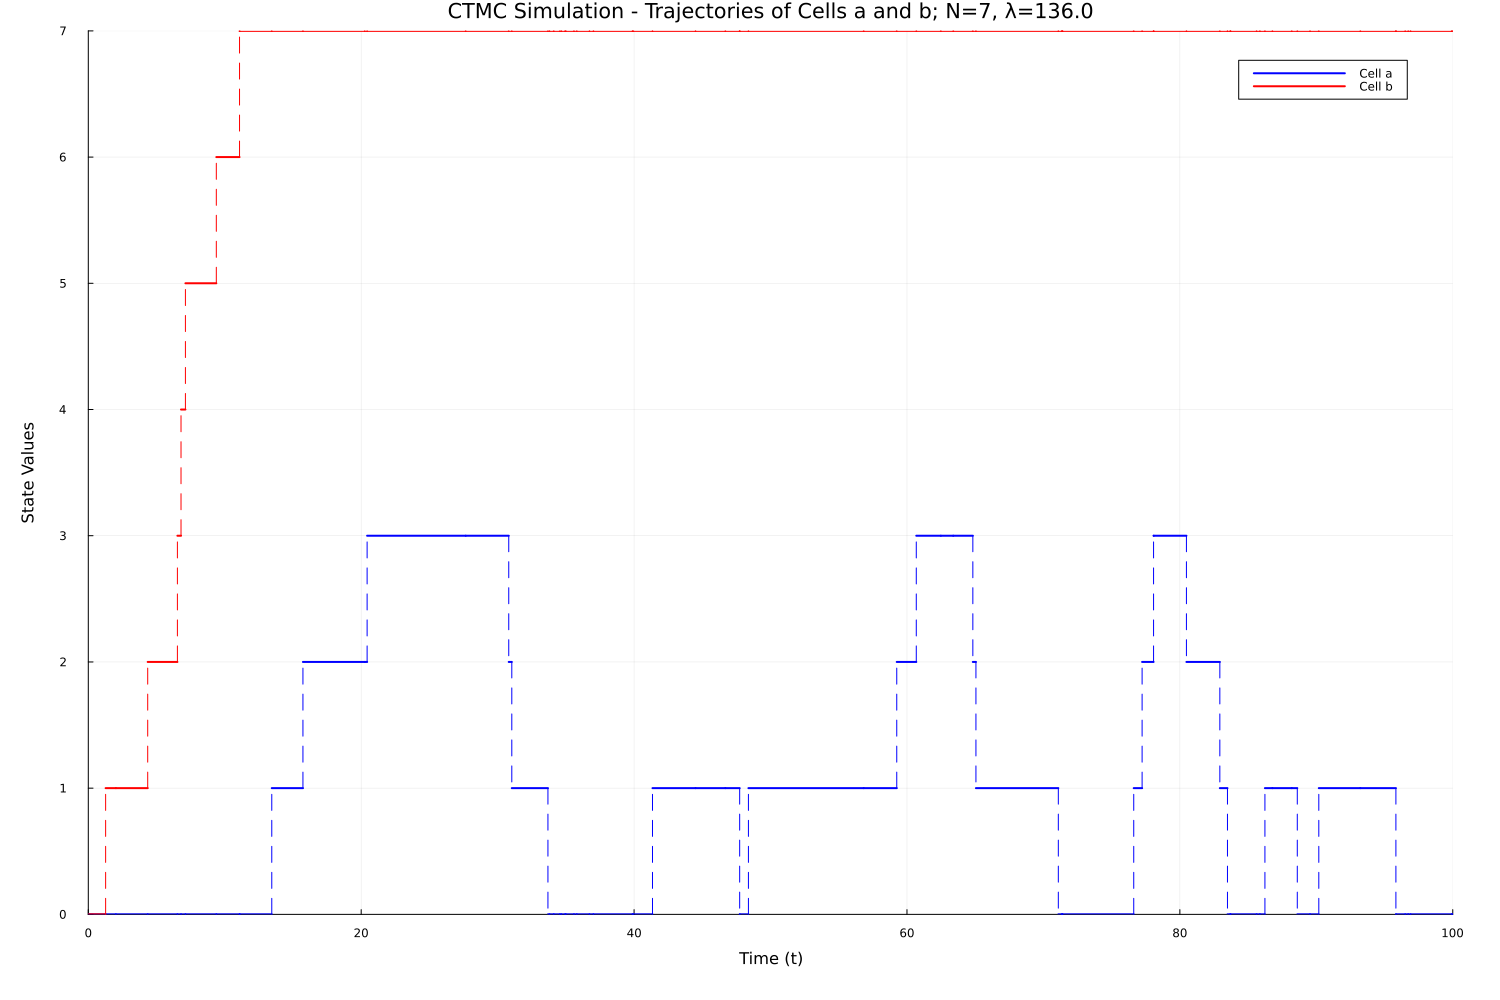 CTMC Simulation - Trajectories of Cells a and b; N=7, λ=136.0
7
6
5
4
3
2
1
0
State Values
Cell a
Cell b
0 20 40 60 80 100
Time (t)